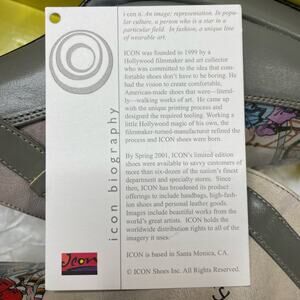 i·con n. An image; representation. In popu-
lar culture, a person who is a star in a
particular field. In fashion, a unique line
of wearable art.
ICON was founded in 1999 by a
Hollywood filmmaker and art collector
who was committed to the idea that com-
fortable shoes don't have to be boring. He
had the vision to create comfortable,
American-made shoes that were—literal-
ly—walking works of art. He came up
with the unique printing process and
designed the required tooling. Working a
little Hollywood magic of his own, the
filmmaker-turned-manufacturer refined the
process and ICON shoes were born.
By Spring 2001, ICON's limited edition
shoes were available to savvy customers of
more than six-dozen of the nation's finest
department and specialty stores. Since
then, ICON has broadened its product
offerings to include handbags, high-fash-
ion shoes and personal leather goods.
Images include beautiful works from the
world's great artists. ICON holds the
worldwide distribution rights to all of the
imagery it uses.
ICON is based in Santa Monica, CA.
© ICON Shoes Inc. All Rights Reserved.
icon biography
Icon